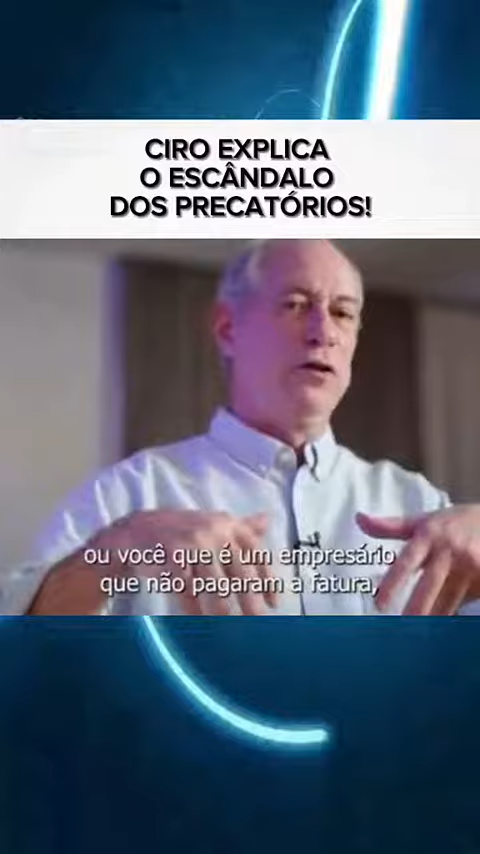 CIRO EXPLICA
O ESCÂNDALO
DOS PRECATÓRIOS!
ou você que é um empresário
que não pagaram a fatura,